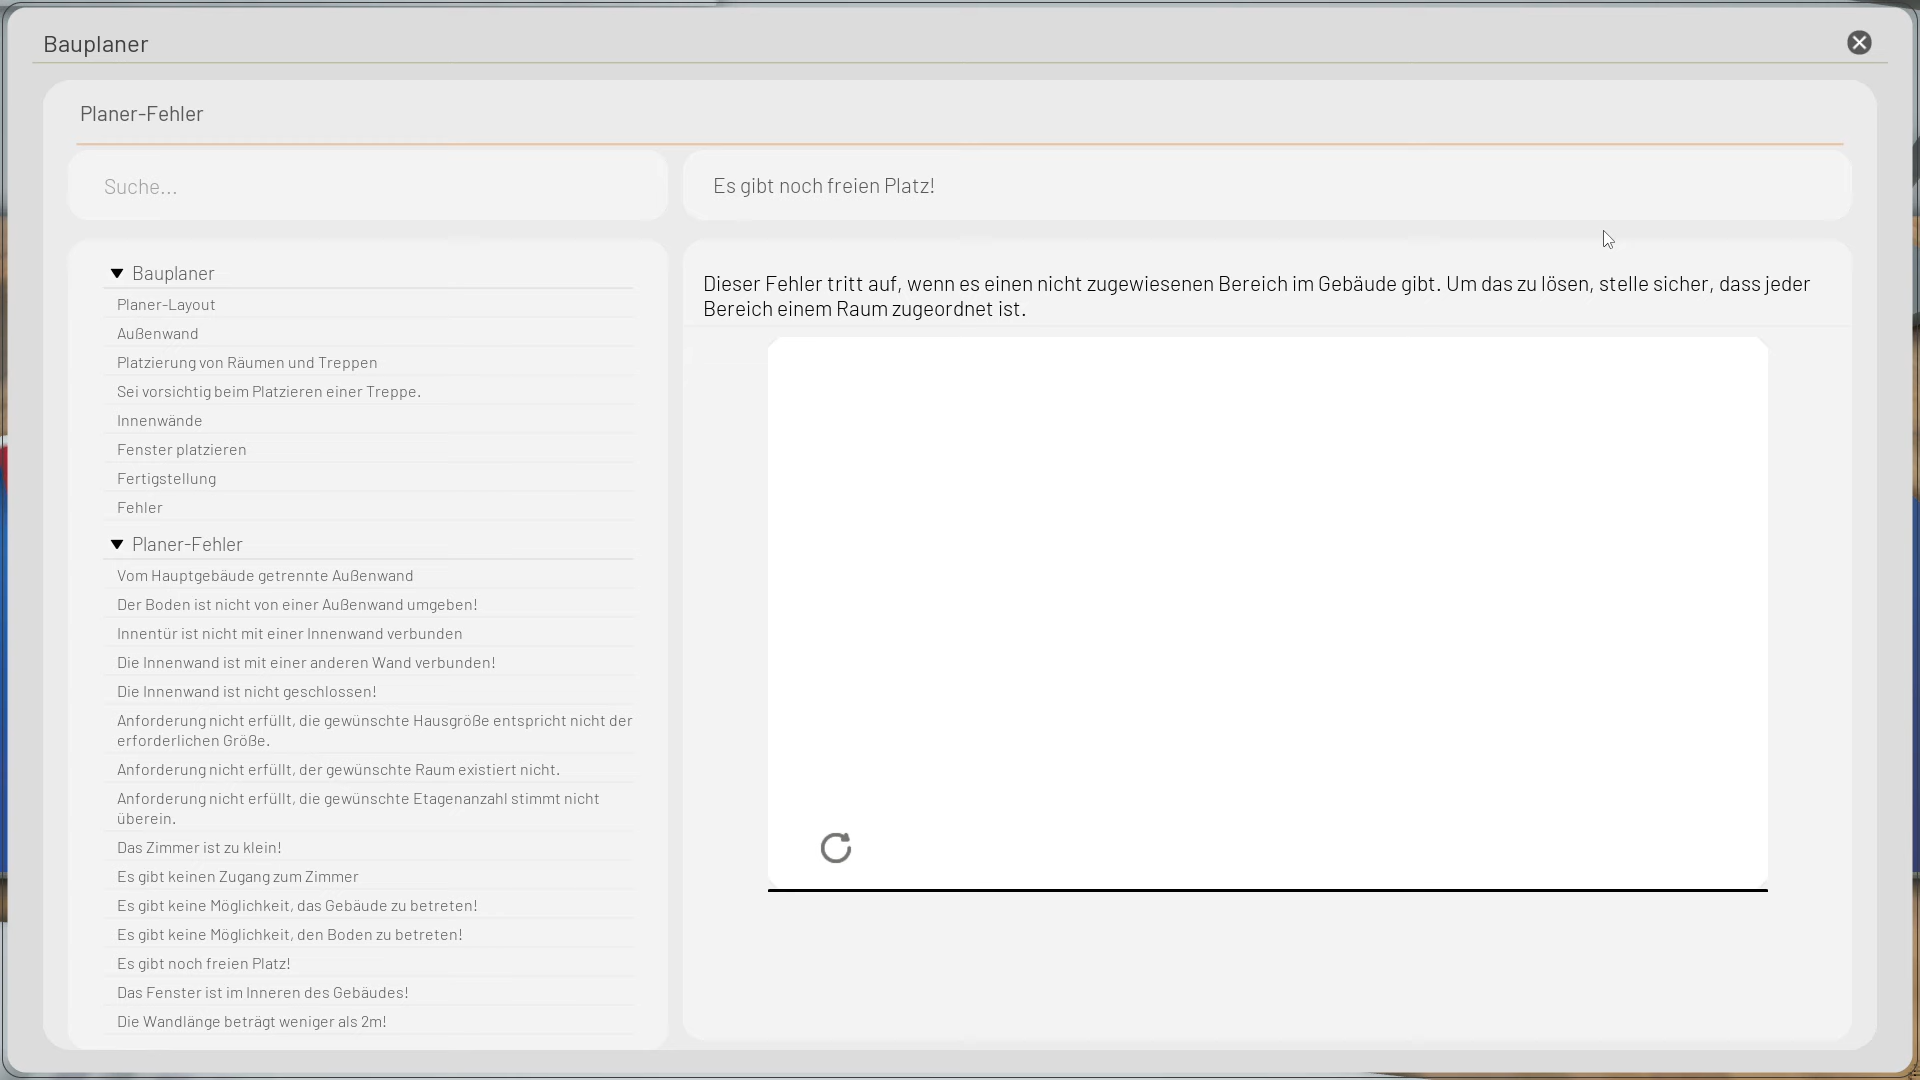 Bauplaner
Planer-Fehler
Suche...
Es gibt noch freien Platz!
Bauplaner
Planer-Layout
Außenwand
Platzierung von Räumen und Treppen
Sei vorsichtig beim Platzieren einer Treppe.
Innenwände
Fenster platzieren
Fertigstellung
Fehler
Planer-Fehler
Vom Hauptgebäude getrennte Außenwand
Der Boden ist nicht von einer Außenwand umgeben!
Innentür ist nicht mit einer Innenwand verbunden
Die Innenwand ist mit einer anderen Wand verbunden!
Die Innenwand ist nicht geschlossen!
Anforderung nicht erfüllt, die gewünschte Hausgröße entspricht nicht der
erforderlichen Größe.
Anforderung nicht erfüllt, der gewünschte Raum existiert nicht.
Anforderung nicht erfüllt, die gewünschte Etagenanzahl stimmt nicht
überein.
Das Zimmer ist zu klein!
Es gibt keinen Zugang zum Zimmer
Es gibt keine Möglichkeit, das Gebäude zu betreten!
Es gibt keine Möglichkeit, den Boden zu betreten!
Es gibt noch freien Platz!
Das Fenster ist im Inneren des Gebäudes!
Die Wandlänge beträgt weniger als 2m!
Dieser Fehler tritt auf, wenn es einen nicht zugewiesenen Bereich im Gebäude gibt. Um das zu lösen, stelle sicher, dass jeder
Bereich einem Raum zugeordnet ist.